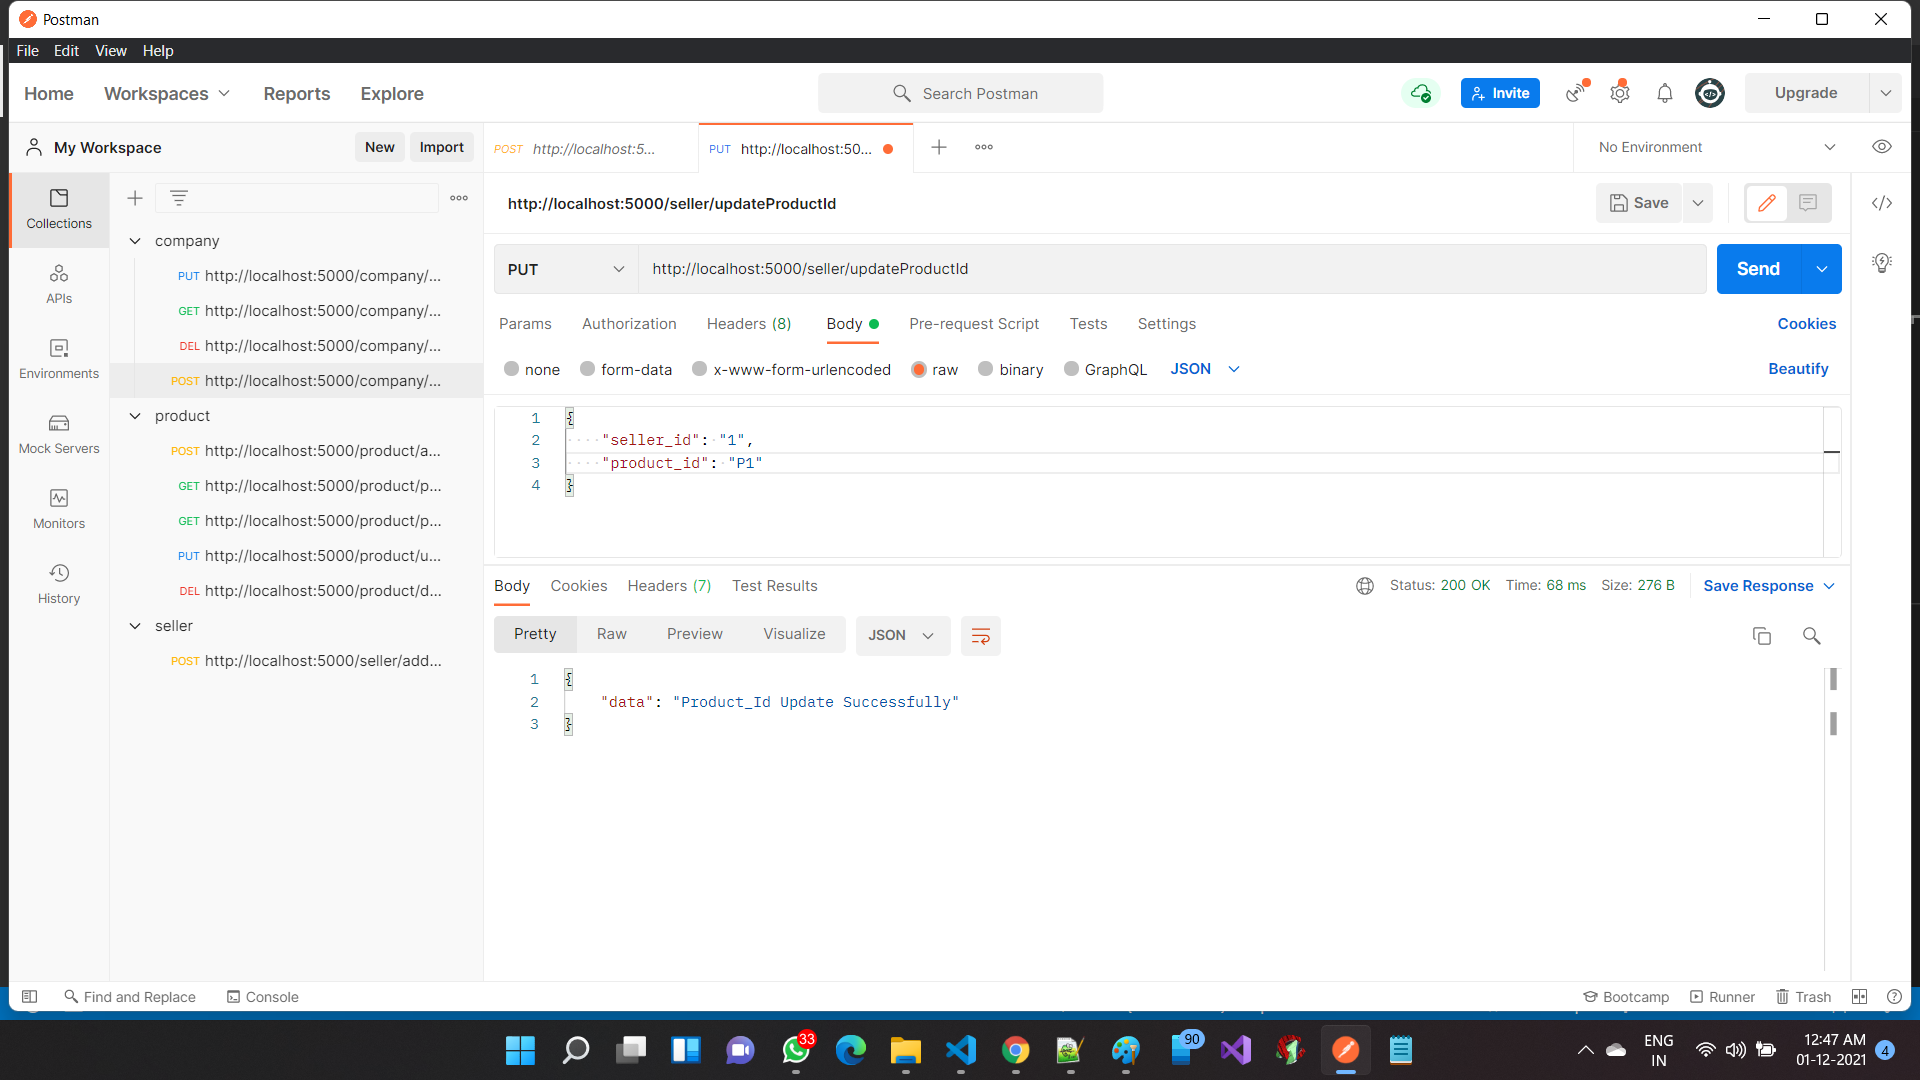 Postman
File Edit View Help
Home Workspaces Reports Explore
Search Postman
Invite
Upgrade
My Workspace
New
Import
POST http://localhost:5...
PUT http://localhost:50...
No Environment
Collections
APIs
Environments
Mock Servers
Monitors
History
company
PUT http://localhost:5000/company/...
GET http://localhost:5000/company/...
DEL http://localhost:5000/company/...
POST http://localhost:5000/company/...
product
POST http://localhost:5000/product/a...
GET http://localhost:5000/product/p...
GET http://localhost:5000/product/p...
PUT http://localhost:5000/product/u...
DEL http://localhost:5000/product/d...
seller
POST http://localhost:5000/seller/add...
http://localhost:5000/seller/updateProductId
Save
PUT http://localhost:5000/seller/updateProductId
Send
Params Authorization Headers (8) Body Pre-request Script Tests Settings Cookies
none form-data x-www-form-urlencoded raw binary GraphQL JSON Beautify
1 {
2 "seller_id": "1",
3 "product_id": "P1"
4 }
Body Cookies Headers (7) Test Results
Status: 200 OK Time: 68 ms Size: 276 B Save Response
Pretty Raw Preview Visualize JSON
1 {
2 "data": "Product_Id Update Successfully"
3 }
Find and Replace Console
Bootcamp Runner Trash
33
90
ENG
IN
12:47 AM
01-12-2021
4